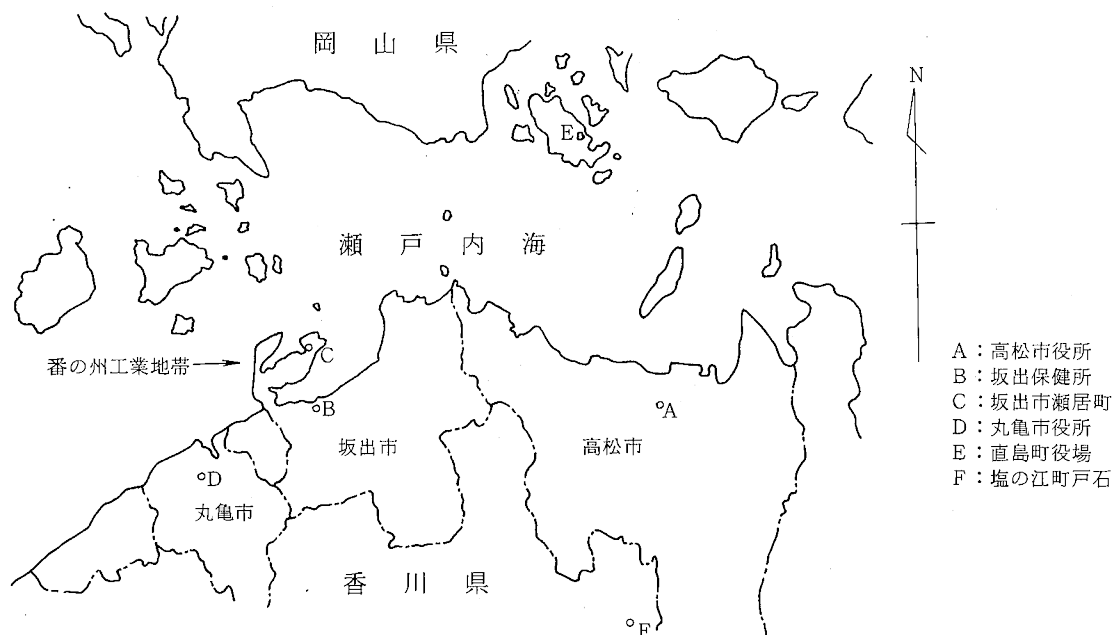 岡山県
N
E
瀬戸内海
番の州工業地帯
C
B
A
坂出市
高松市
D
丸亀市
香川県
F
A：高松市役所
B：坂出保健所
C：坂出市瀬居町
D：丸亀市役所
E：直島町役場
F：塩の江町戸石